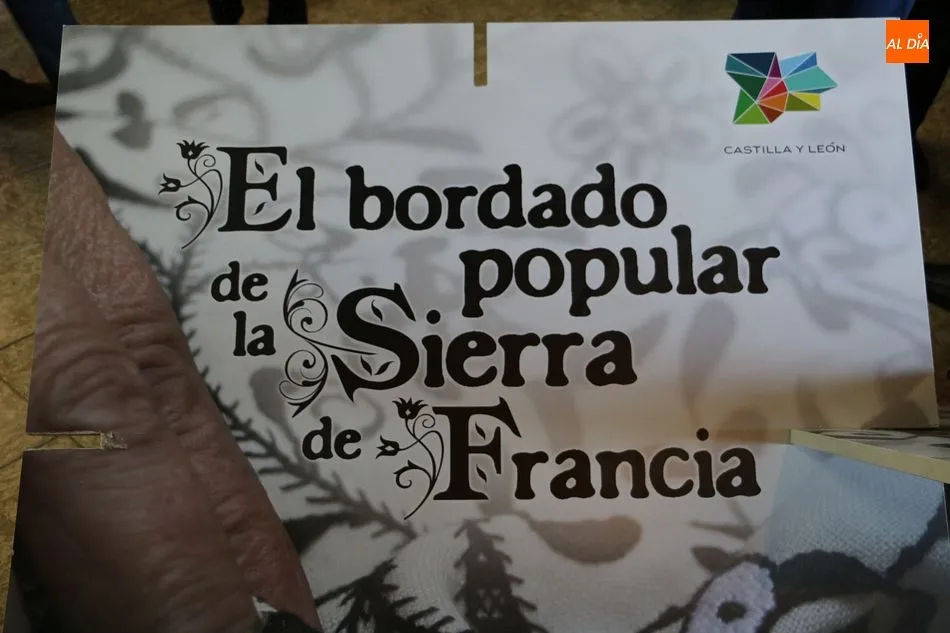 AL DÍA
CASTILLA Y LEÓN
El bordado
popular
de
la Sierra
de Francia